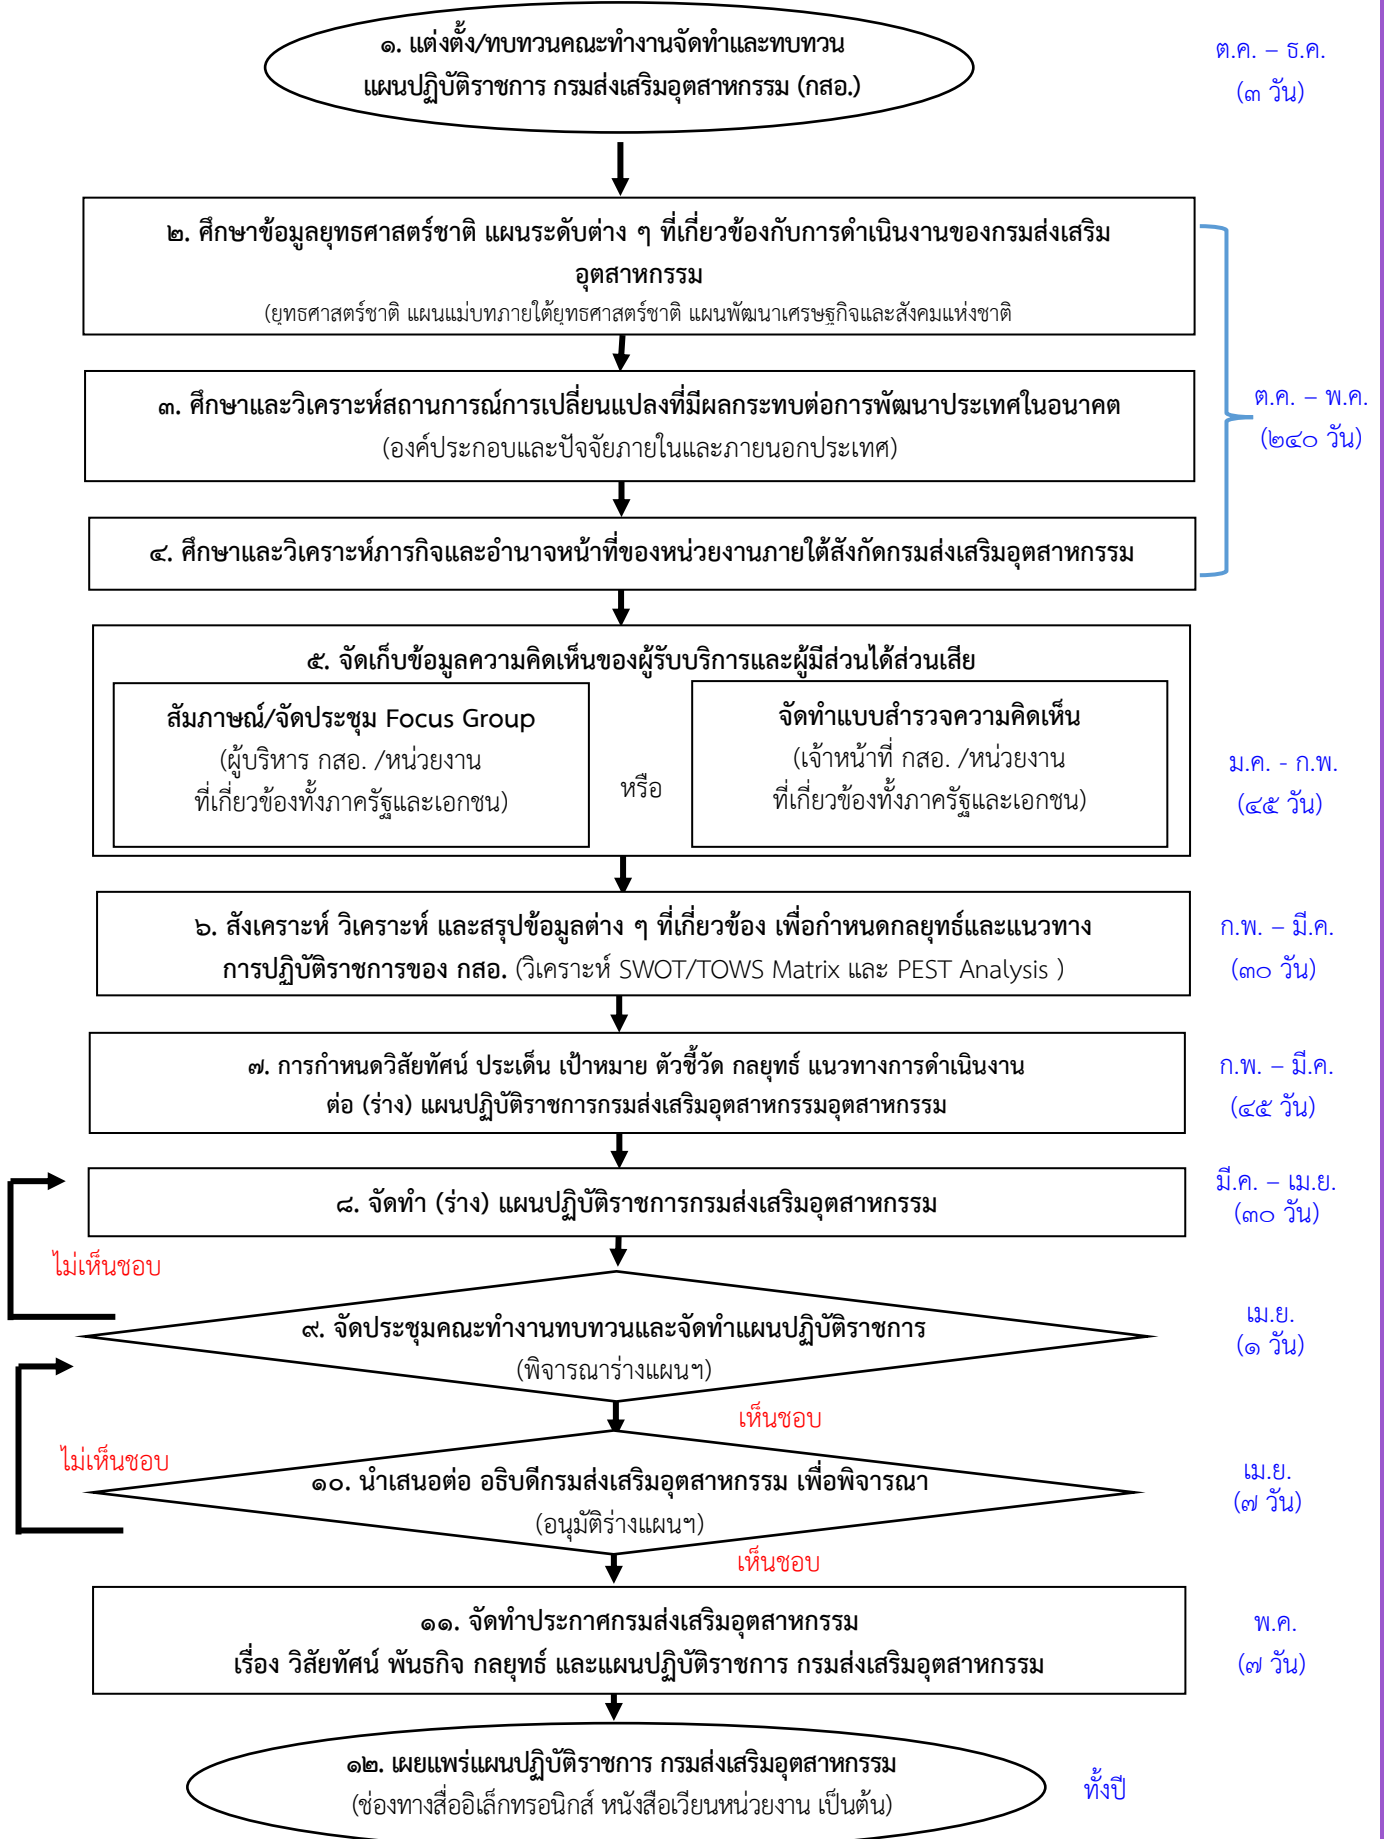 ๑. แต่งตั้ง/ทบทวนคณะทำงานจัดทำและทบทวน
แผนปฏิบัติราชการ กรมส่งเสริมอุตสาหกรรม (กสอ.)
ต.ค. – ธ.ค.
(๓ วัน)
๒. ศึกษาข้อมูลยุทธศาสตร์ชาติ แผนระดับต่าง ๆ ที่เกี่ยวข้องกับการดำเนินงานของกรมส่งเสริม
อุตสาหกรรม
(ยุทธศาสตร์ชาติ แผนแม่บทภายใต้ยุทธศาสตร์ชาติ แผนพัฒนาเศรษฐกิจและสังคมแห่งชาติ
๓. ศึกษาและวิเคราะห์สถานการณ์การเปลี่ยนแปลงที่มีผลกระทบต่อการพัฒนาประเทศในอนาคต
(องค์ประกอบและปัจจัยภายในและภายนอกประเทศ)
ต.ค. – พ.ค.
(๒๔๐ วัน)
๔. ศึกษาและวิเคราะห์ภารกิจและอำนาจหน้าที่ของหน่วยงานภายใต้สังกัดกรมส่งเสริมอุตสาหกรรม
๕. จัดเก็บข้อมูลความคิดเห็นของผู้รับบริการและผู้มีส่วนได้ส่วนเสีย
สัมภาษณ์/จัดประชุม Focus Group
(ผู้บริหาร กสอ. /หน่วยงาน
ที่เกี่ยวข้องทั้งภาครัฐและเอกชน)
หรือ
จัดทำแบบสำรวจความคิดเห็น
(เจ้าหน้าที่ กสอ. /หน่วยงาน
ที่เกี่ยวข้องทั้งภาครัฐและเอกชน)
ม.ค. - ก.พ.
(๔๕ วัน)
๖. สังเคราะห์ วิเคราะห์ และสรุปข้อมูลต่าง ๆ ที่เกี่ยวข้อง เพื่อกำหนดกลยุทธ์และแนวทาง
การปฏิบัติราชการของ กสอ. (วิเคราะห์ SWOT/TOWS Matrix และ PEST Analysis )
ก.พ. – มี.ค.
(๓๐ วัน)
๗. การกำหนดวิสัยทัศน์ ประเด็น เป้าหมาย ตัวชี้วัด กลยุทธ์ แนวทางการดำเนินงาน
ต่อ (ร่าง) แผนปฏิบัติราชการกรมส่งเสริมอุตสาหกรรมอุตสาหกรรม
ก.พ. – มี.ค.
(๔๕ วัน)
๘. จัดทำ (ร่าง) แผนปฏิบัติราชการกรมส่งเสริมอุตสาหกรรม
มี.ค. – เม.ย.
(๓๐ วัน)
ไม่เห็นชอบ
๙. จัดประชุมคณะทำงานทบทวนและจัดทำแผนปฏิบัติราชการ
(พิจารณาร่างแผนฯ)
เม.ย.
(๑ วัน)
เห็นชอบ
ไม่เห็นชอบ
๑๐. นำเสนอต่อ อธิบดีกรมส่งเสริมอุตสาหกรรม เพื่อพิจารณา
(อนุมัติร่างแผนฯ)
เม.ย.
(๗ วัน)
เห็นชอบ
๑๑. จัดทำประกาศกรมส่งเสริมอุตสาหกรรม
เรื่อง วิสัยทัศน์ พันธกิจ กลยุทธ์ และแผนปฏิบัติราชการ กรมส่งเสริมอุตสาหกรรม
พ.ค.
(๗ วัน)
๑๒. เผยแพร่แผนปฏิบัติราชการ กรมส่งเสริมอุตสาหกรรม
(ช่องทางสื่ออิเล็กทรอนิกส์ หนังสือเวียนหน่วยงาน เป็นต้น)
ทั้งปี